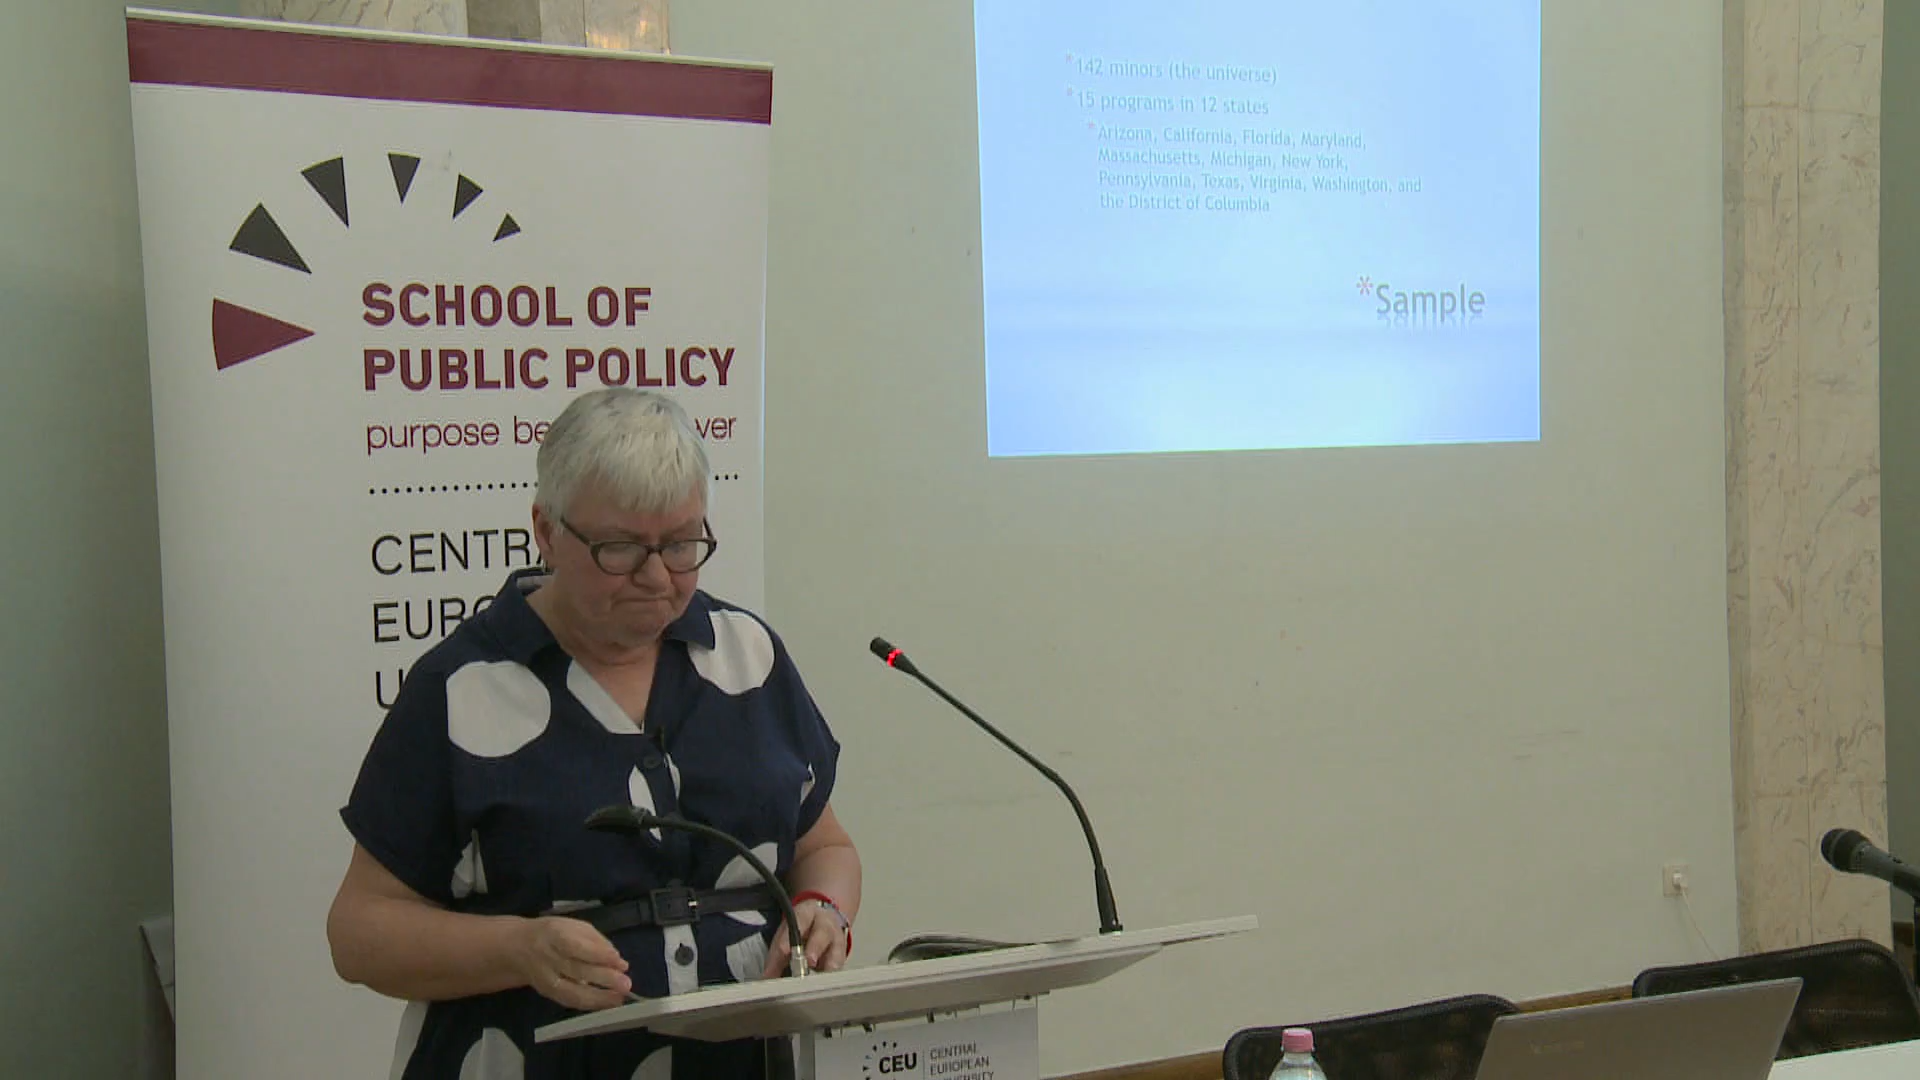 SCHOOL OF
PUBLIC POLICY
purpose be ver
CENTRA
EURO
U
*142 minors (the universe)
*15 programs in 12 states
*Arizona, California, Florida, Maryland,
Massachusetts, Michigan, New York,
Pennsylvania, Texas, Virginia, Washington, and
the District of Columbia
*Sample
CEU
CENTRAL
EUROPEAN